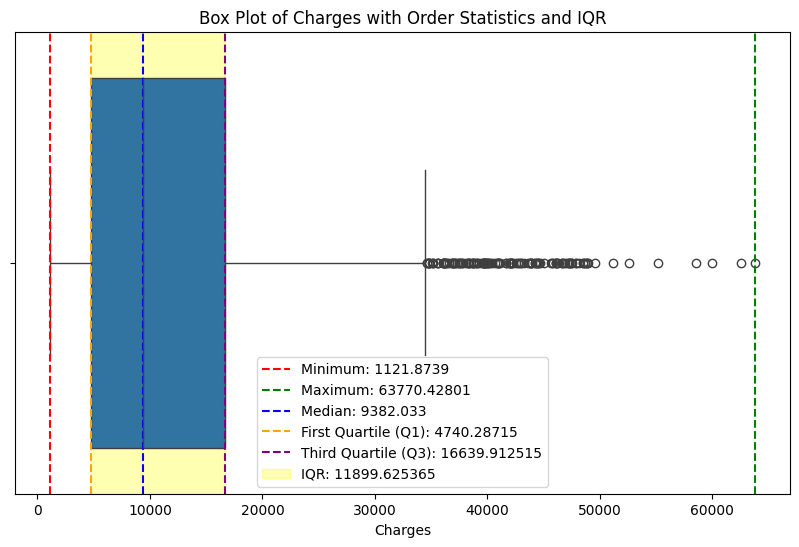 Box Plot of Charges with Order Statistics and IQR
Minimum: 1121.8739
Maximum: 63770.42801
Median: 9382.033
First Quartile (Q1): 4740.28715
Third Quartile (Q3): 16639.912515
IQR: 11899.625365
0 10000 20000 30000 40000 50000 60000
Charges